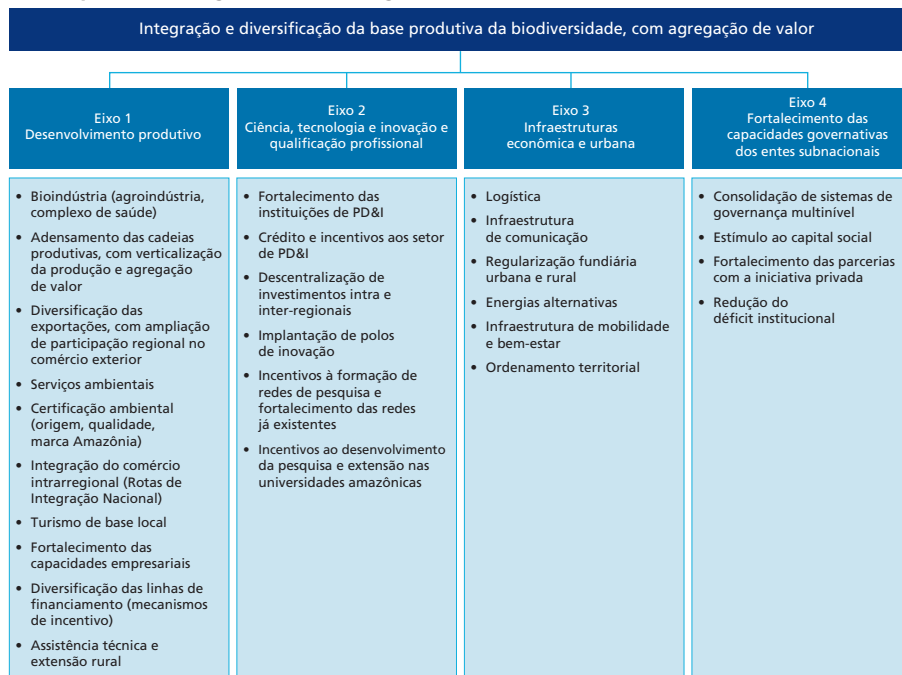 Integração e diversificação da base produtiva da biodiversidade, com agregação de valor
Eixo 1
Desenvolvimento produtivo
• Bioindústria (agroindústria,
complexo de saúde)
• Adensamento das cadeias
produtivas, com verticalização
da produção e agregação
de valor
• Diversificação das
exportações, com ampliação
de participação regional no
comércio exterior
• Serviços ambientais
• Certificação ambiental
(origem, qualidade,
marca Amazônia)
• Integração do comércio
intrarregional (Rotas de
Integração Nacional)
• Turismo de base local
• Fortalecimento das
capacidades empresariais
• Diversificação das linhas de
financiamento (mecanismos
de incentivo)
• Assistência técnica e
extensão rural
Eixo 2
Ciência, tecnologia e inovação e
qualificação profissional
• Fortalecimento das
instituições de PD&I
• Crédito e incentivos aos setor
de PD&I
• Descentralização de
investimentos intra e
inter-regionais
• Implantação de polos
de inovação
• Incentivos à formação de
redes de pesquisa e
fortalecimento das redes
já existentes
• Incentivos ao desenvolvimento
da pesquisa e extensão nas
universidades amazônicas
Eixo 3
Infraestruturas
econômica e urbana
• Logística
• Infraestrutura
de comunicação
• Regularização fundiária
urbana e rural
• Energias alternativas
• Infraestrutura de mobilidade
e bem-estar
• Ordenamento territorial
Eixo 4
Fortalecimento das
capacidades governativas
dos entes subnacionais
• Consolidação de sistemas de
governança multinível
• Estímulo ao capital social
• Fortalecimento das parcerias
com a iniciativa privada
• Redução do
déficit institucional